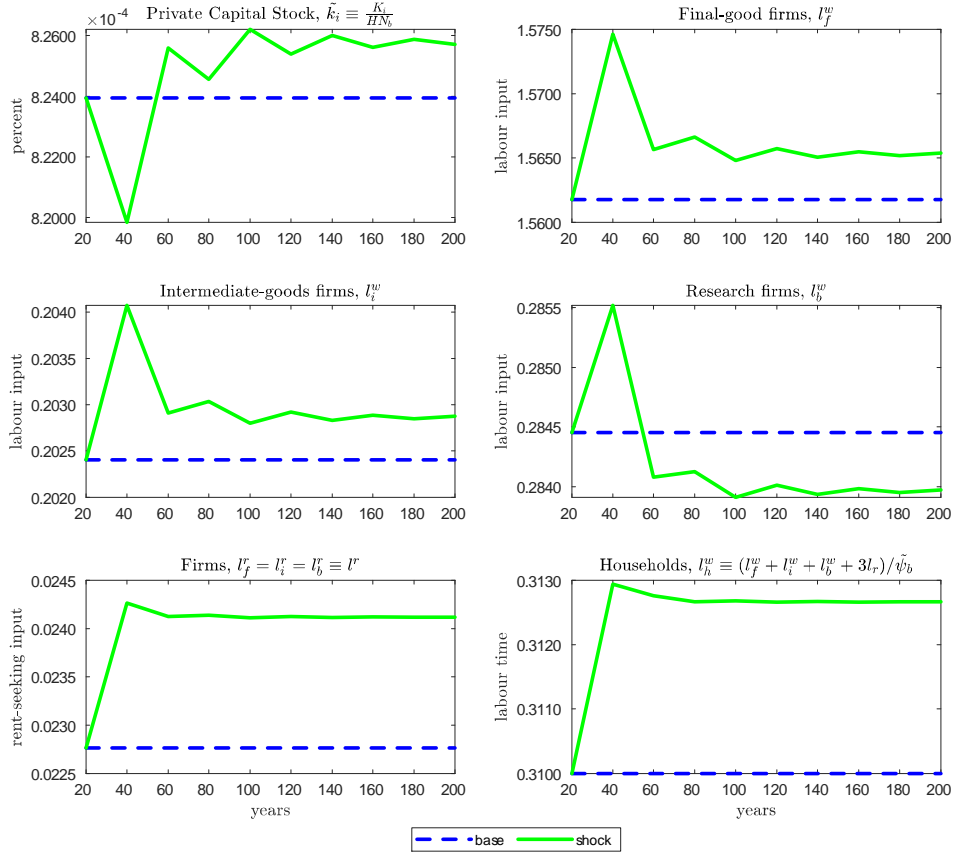 Private Capital Stock, $\tilde{k}_i \equiv \frac{K_i}{HN_b}$
×10⁻⁴
8.2600
8.2400
8.2200
8.2000
percent
20 40 60 80 100 120 140 160 180 200
Final-good firms, $l_f^w$
1.5750
1.5700
1.5650
1.5600
labour input
20 40 60 80 100 120 140 160 180 200
Intermediate-goods firms, $l_i^w$
0.2040
0.2035
0.2030
0.2025
0.2020
labour input
20 40 60 80 100 120 140 160 180 200
Research firms, $l_b^w$
0.2855
0.2850
0.2845
0.2840
labour input
20 40 60 80 100 120 140 160 180 200
Firms, $l_f^r = l_i^r = l_b^r \equiv l^r$
0.0245
0.0240
0.0235
0.0230
0.0225
rent-seeking input
20 40 60 80 100 120 140 160 180 200
years
Households, $l_h^w \equiv (l_f^w + l_i^w + l_b^w + 3l_r)/\tilde{\psi}_b$
0.3130
0.3120
0.3110
0.3100
labour time
20 40 60 80 100 120 140 160 180 200
years
base shock